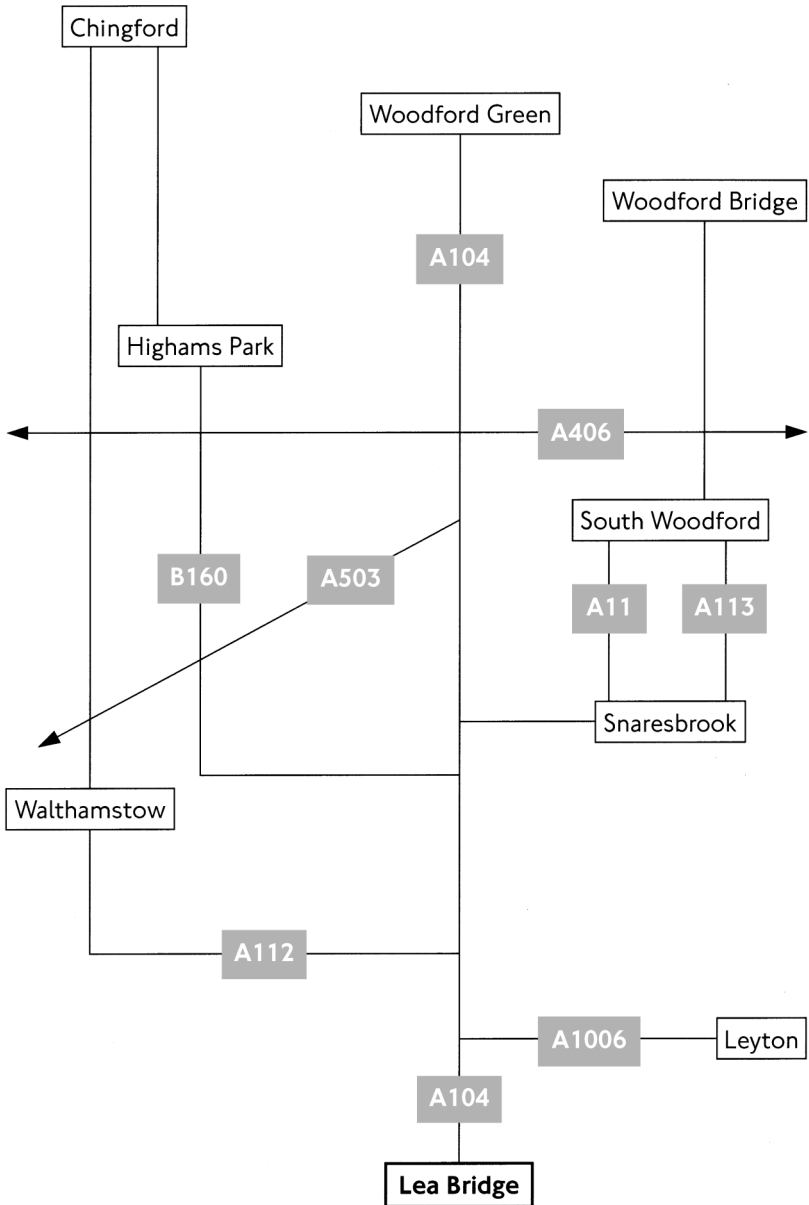 Chingford
Woodford Green
Woodford Bridge
A104
Highams Park
A406
South Woodford
B160
A503
A11
A113
Snaresbrook
Walthamstow
A112
A1006
Leyton
A104
Lea Bridge